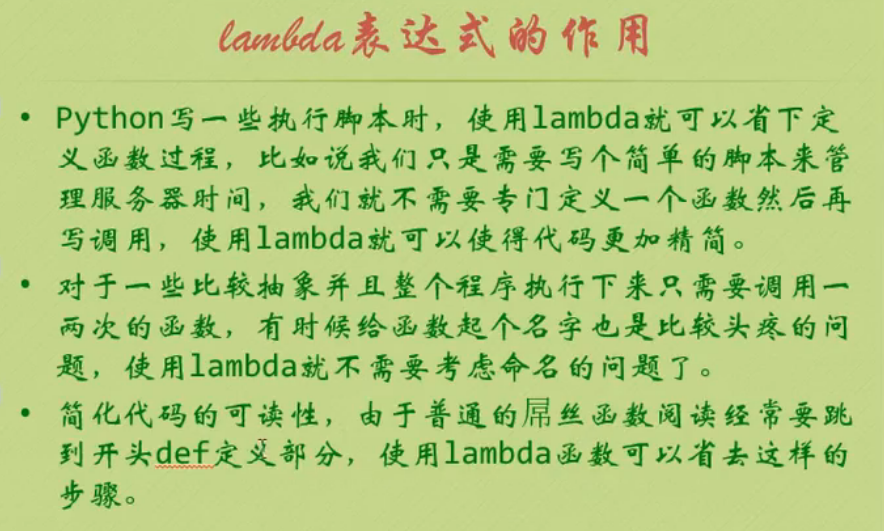 lambda表达式的作用
• Python写一些执行脚本时，使用lambda就可以省下定
义函数过程，比如说我们只是需要写个简单的脚本来管
理服务器时间，我们就不需要专门定义一个函数然后再
写调用，使用lambda就可以使得代码更加精简。
• 对于一些比较抽象并且整个程序执行下来只需要调用一
两次的函数，有时候给函数起个名字也是比较头疼的问
题，使用lambda就不需要考虑命名的问题了。
• 简化代码的可读性，由于普通的屌丝函数阅读经常要跳
到开头def定义部分，使用lambda函数可以省去这样的
步骤。